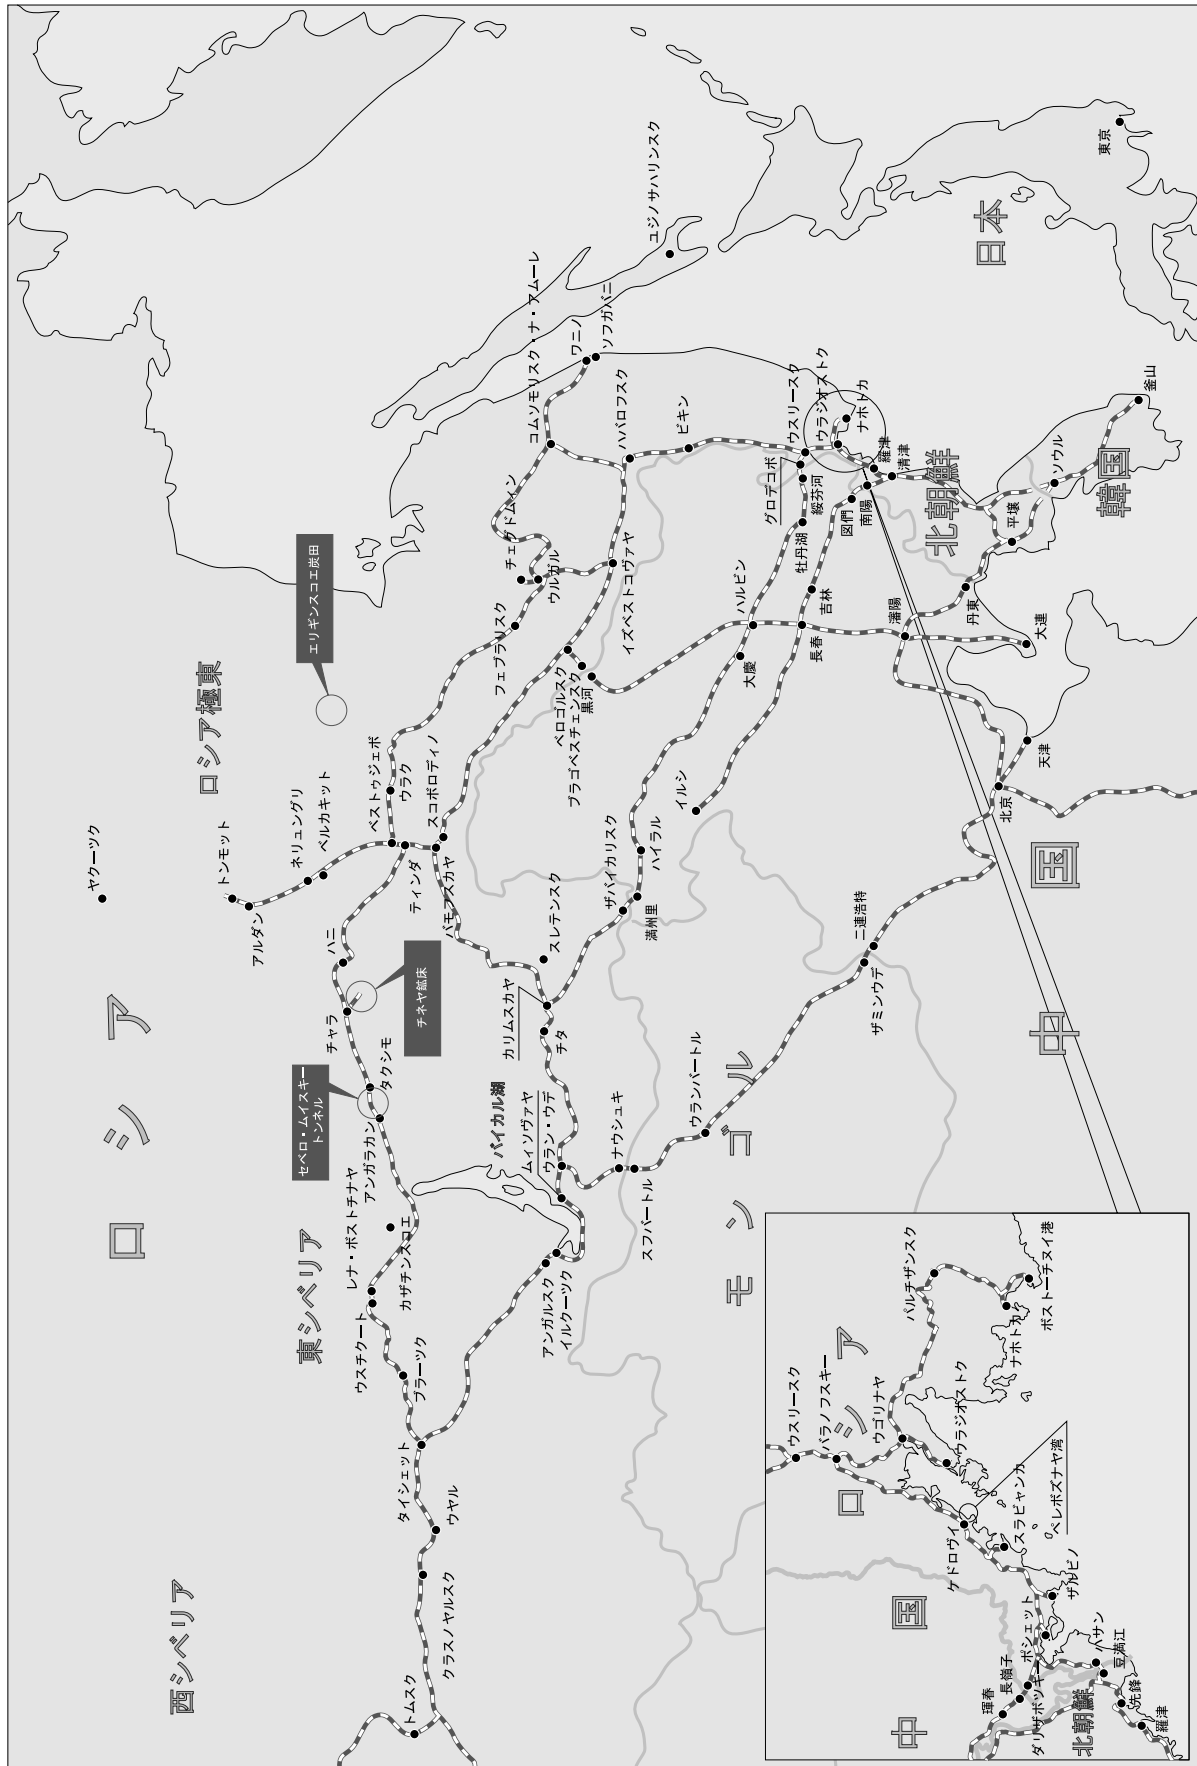 ロシア
ロシア極東
東シベリア
西シベリア
モンゴル
中国
北朝鮮
韓国
日本
バイカル湖
エリギンスコエ炭田
チネヤ鉱床
セベロ・ムイスキー
トンネル
ヤクーツク
トンモット
アルダン
ネリュングリ
ベルカキット
ベストゥジェボ
ウラク
スコボロディノ
ティンダ
バモフスカヤ
ハニ
チャラ
タクシモ
アンガラカン
レナ・ボストチナヤ
カザチンスコエ
ウスチクート
ブラーツク
タイシェット
ウヤル
クラスノヤルスク
トムスク
アンガルスク
イルクーツク
ムィソヴァヤ
ウラン・ウデ
チタ
カリムスカヤ
スレテンスク
ナウシュキ
スフバートル
ウランバートル
ザミンウデ
二連浩特
ザバイカリスク
満州里
ハイラル
イルシ
大慶
ハルビン
長春
吉林
牡丹湖
綏芬河
グロデコボ
図們
南陽
瀋陽
丹東
大連
天津
北京
フェブラリスク
ベロゴルスク
ブラゴベスチェンスク
黒河
イズベストコヴァヤ
ウルガル
チェグドムィン
コムソモリスク・ナ・アムーレ
ワニノ
ソフガバニ
ユジノサハリンスク
ハバロフスク
ビキン
ウスリースク
ウラジオストク
ナホトカ
羅津
清津
平壌
ソウル
釜山
東京
ロシア
中国
北朝鮮
ウスリースク
バラノフスキー
ウゴリナヤ
ウラジオストク
パルチザンスク
ナホトカ
ボストーチヌイ港
ケドロヴィ
スラビャンカ
ペレボズナヤ湾
ザルビノ
ポシェット
ハサン
豆満江
先鋒
羅津
琿春
長嶺子
ダリザボツキー